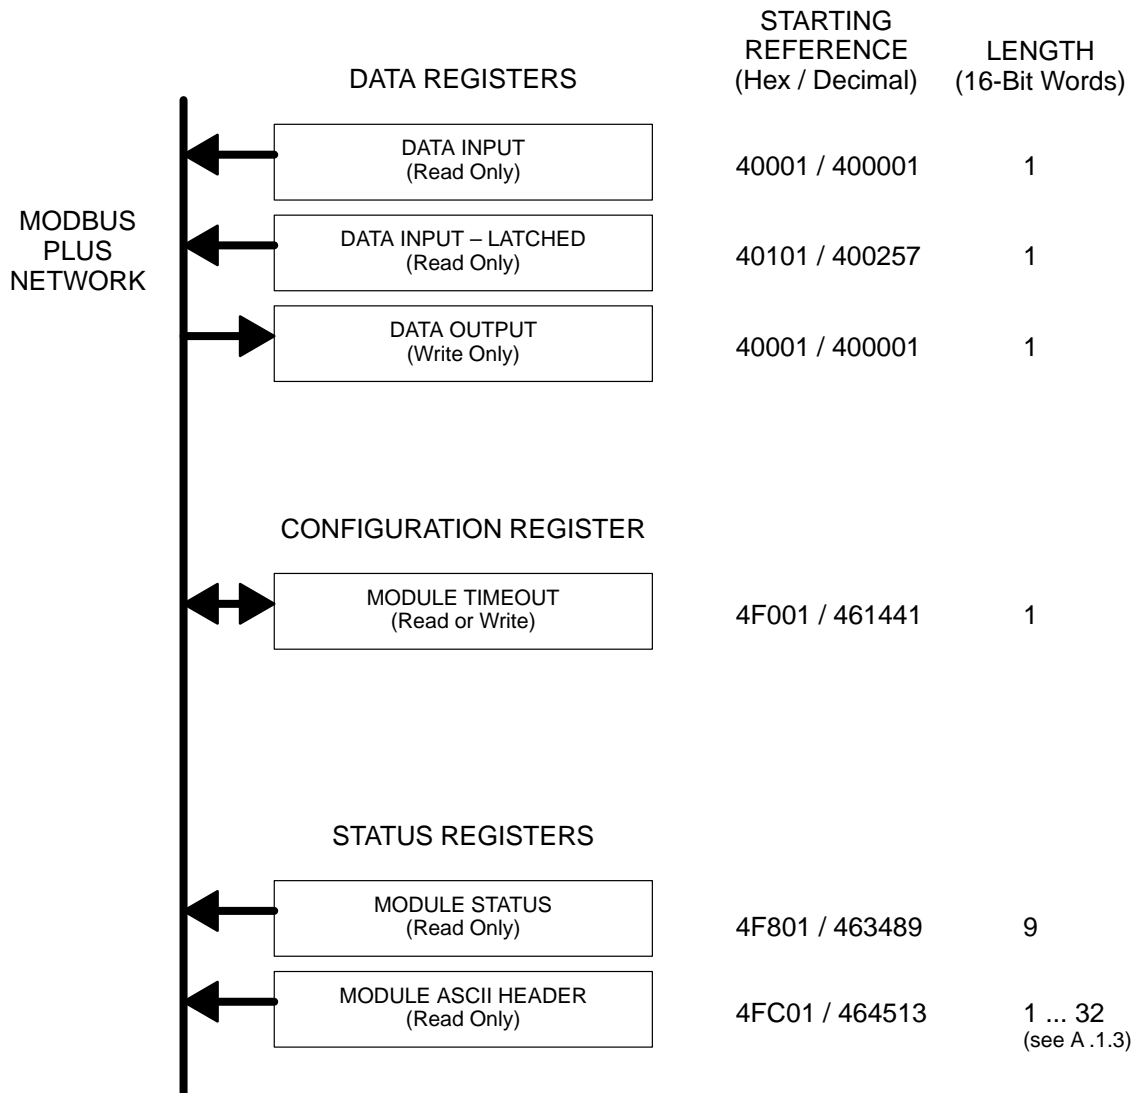 STARTING
REFERENCE
(Hex / Decimal)
LENGTH
(16-Bit Words)
DATA REGISTERS
DATA INPUT
(Read Only)
40001 / 400001
1
MODBUS
PLUS
NETWORK
DATA INPUT – LATCHED
(Read Only)
40101 / 400257
1
DATA OUTPUT
(Write Only)
40001 / 400001
1
CONFIGURATION REGISTER
MODULE TIMEOUT
(Read or Write)
4F001 / 461441
1
STATUS REGISTERS
MODULE STATUS
(Read Only)
4F801 / 463489
9
MODULE ASCII HEADER
(Read Only)
4FC01 / 464513
1 ... 32
(see A .1.3)